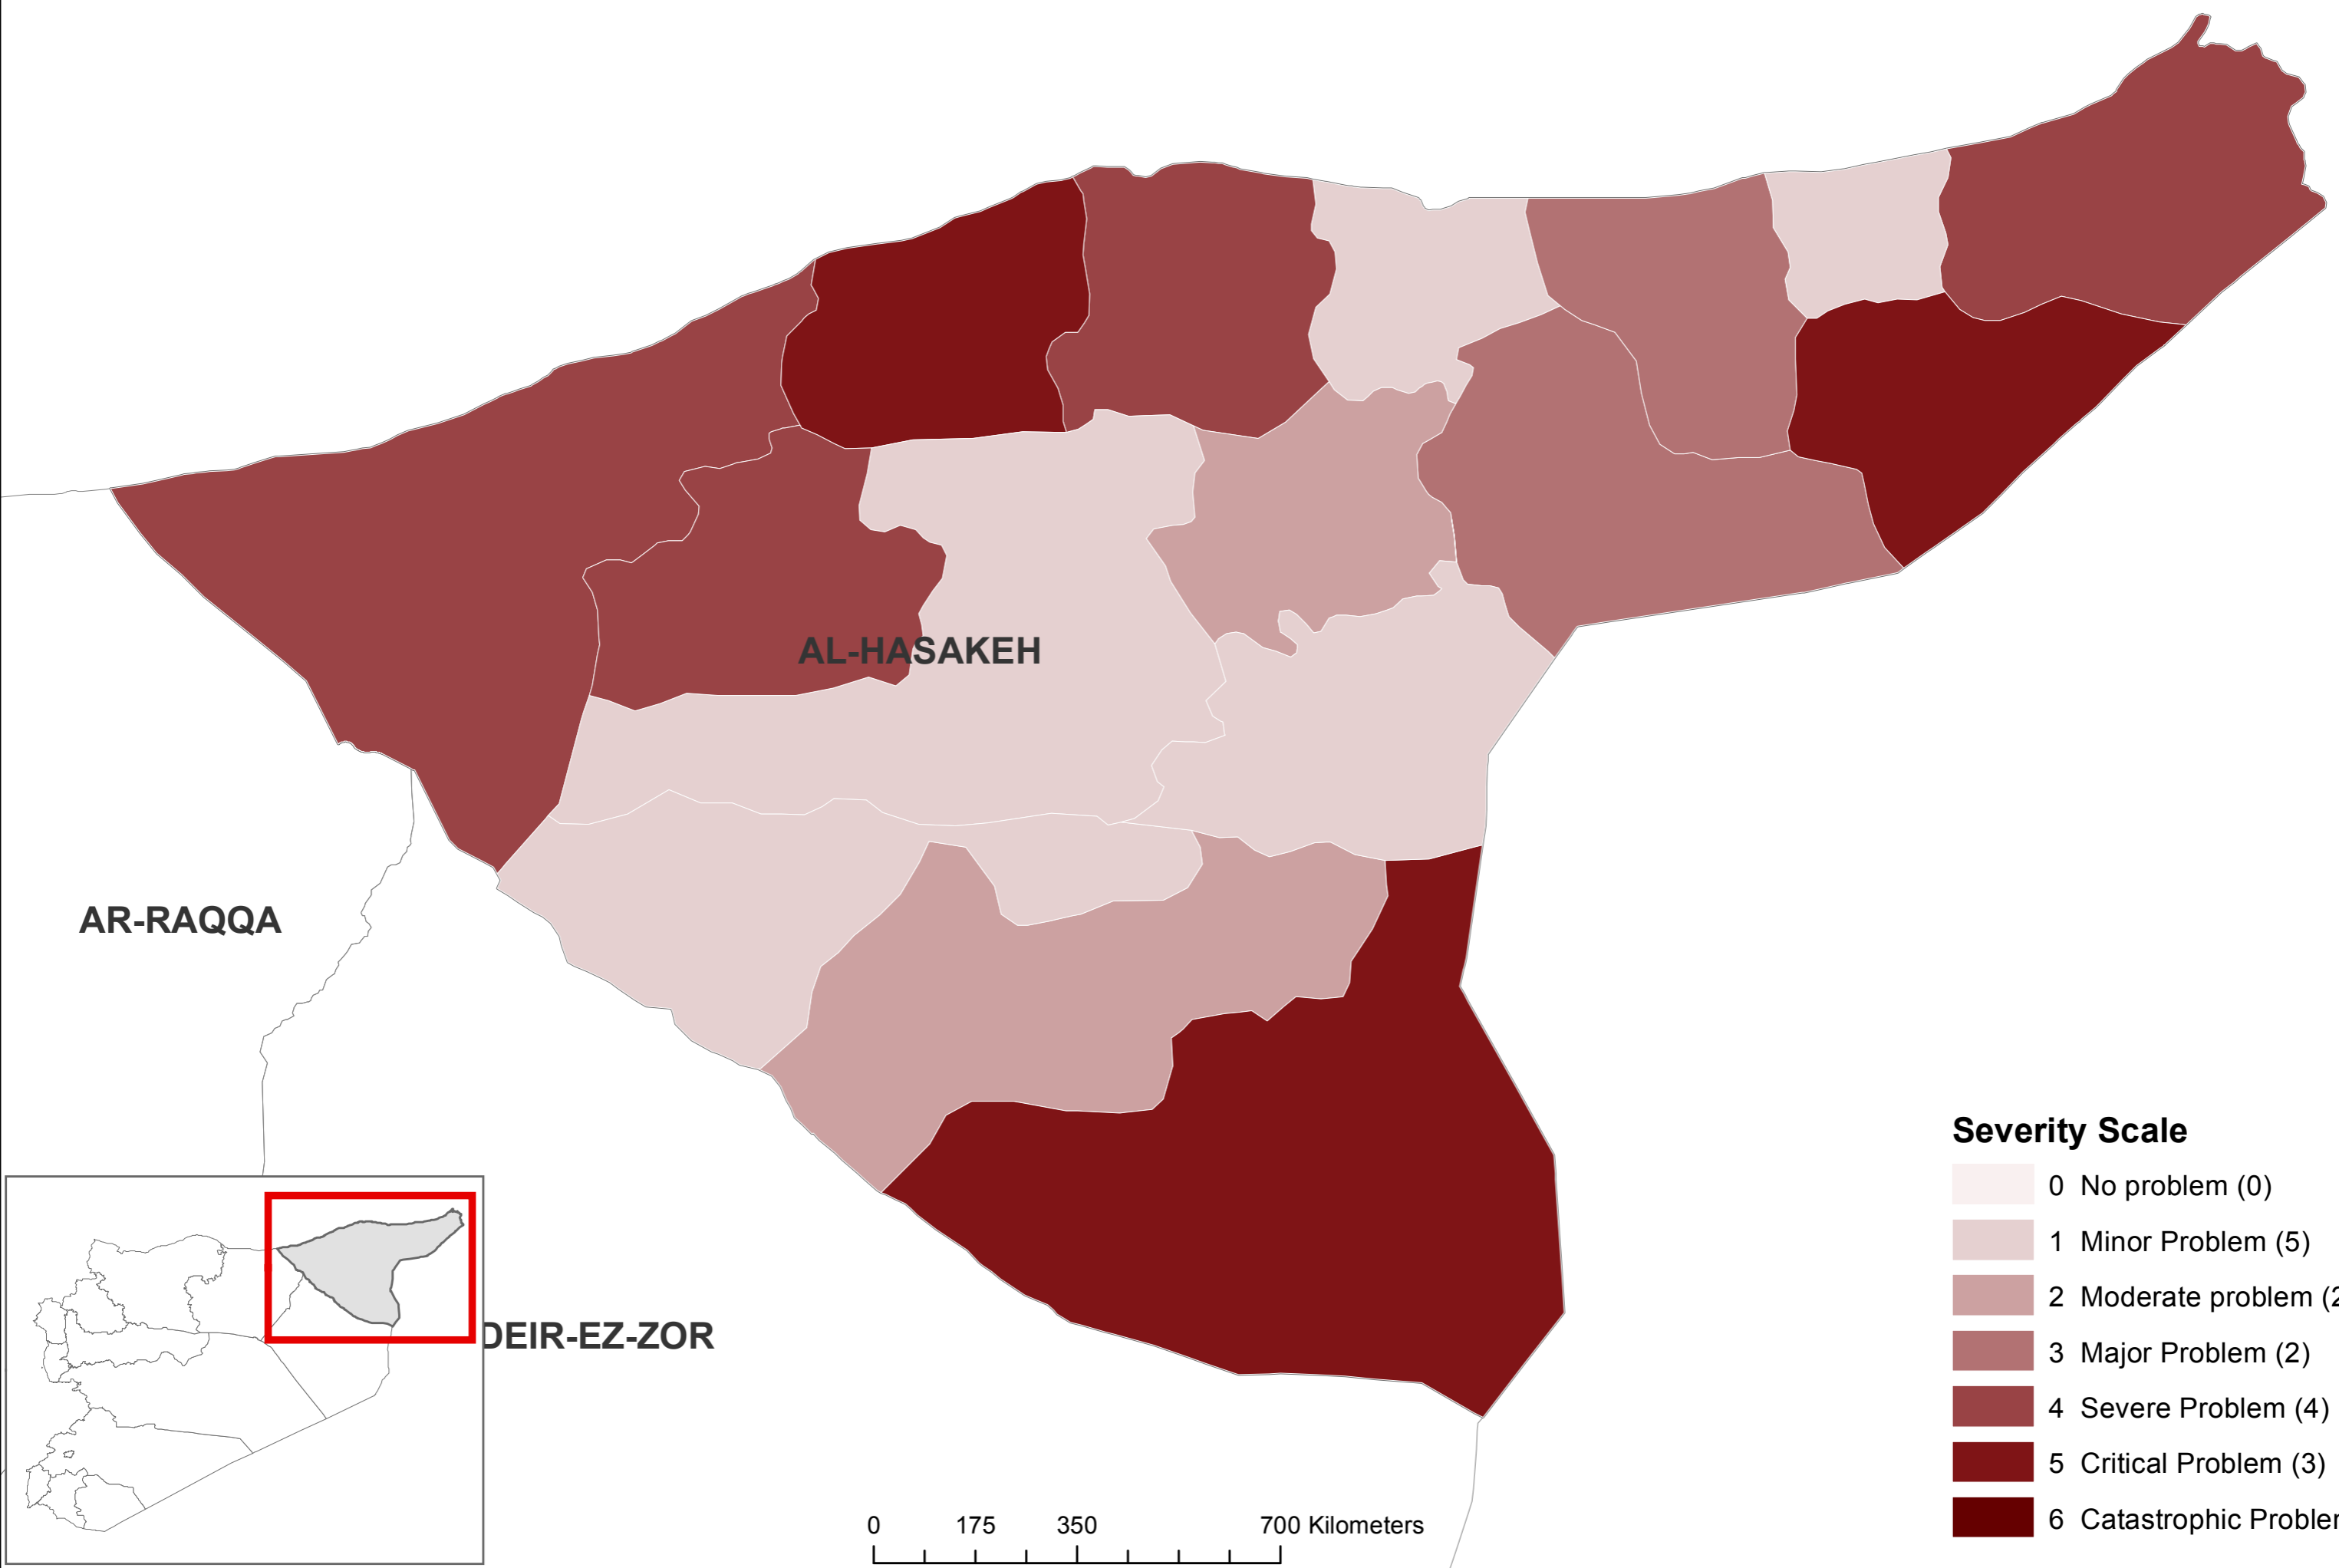 AL-HASAKEH
AR-RAQQA
DEIR-EZ-ZOR
Severity Scale
0 No problem (0)
1 Minor Problem (5)
2 Moderate problem (2
3 Major Problem (2)
4 Severe Problem (4)
5 Critical Problem (3)
6 Catastrophic Problem
0 175 350 700 Kilometers